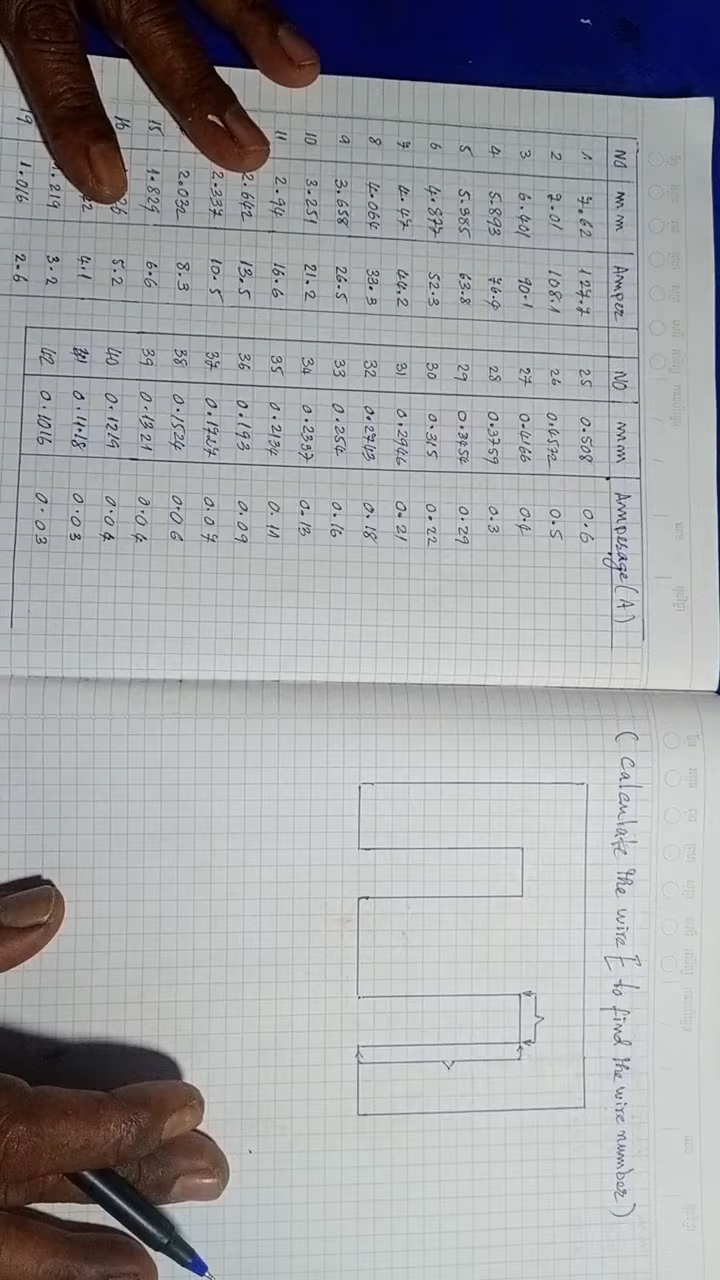 NO mm Amper
1 7.62 127.7
2 7.01 108.1
3 6.401 90.1
4 5.893 76.4
5 5.385 63.8
6 4.877 52.3
7 4.47 44.2
8 4.064 33.3
9 3.658 26.5
10 3.251 21.2
11 2.94 16.6
2.642 13.5
2.337 10.5
2.032 8.3
15 1.829 6.6
16 5.2
4.1
1.219 3.2
19 1.016 2.6
NO mm Amperage (A)
25 0.508 0.6
26 0.4572 0.5
27 0.4166 0.4
28 0.3759 0.3
29 0.3454 0.29
30 0.315 0.22
31 0.2946 0.21
32 0.2743 0.18
33 0.254 0.16
34 0.2337 0.13
35 0.2134 0.11
36 0.193 0.09
37 0.1727 0.07
38 0.1524 0.06
39 0.1321 0.04
40 0.1219 0.04
41 0.1118 0.03
42 0.1016 0.03
(Calculate the wire E to find the wire number)